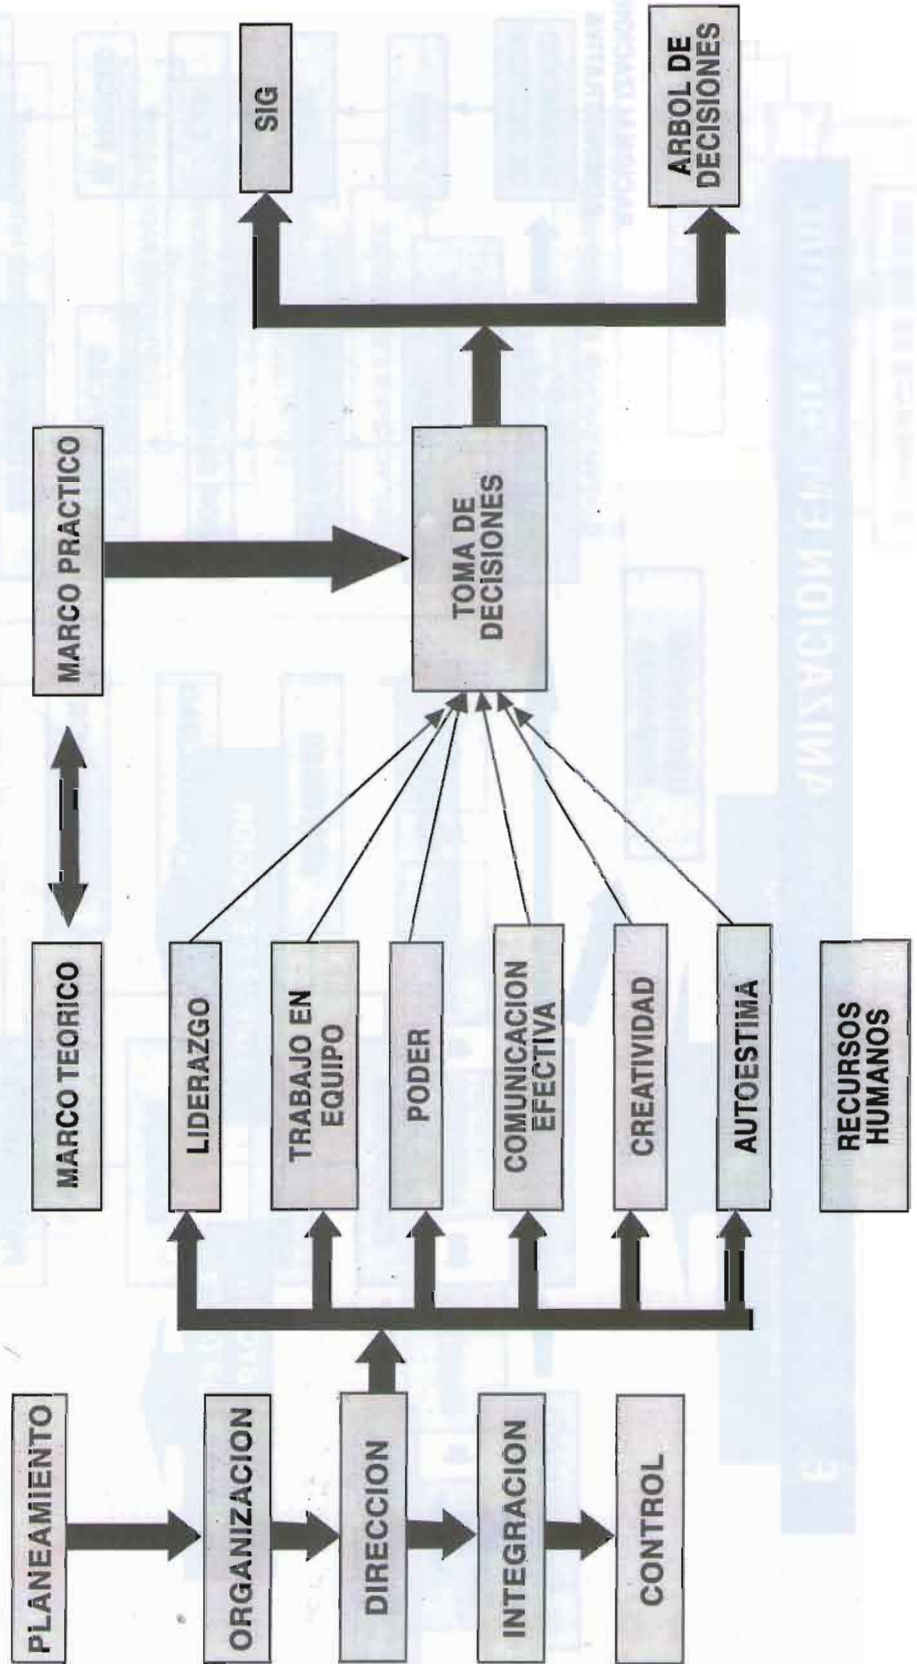 PLANEAMIENTO
ORGANIZACION
DIRECCION
INTEGRACION
CONTROL
MARCO TEORICO
LIDERAZGO
TRABAJO EN
EQUIPO
PODER
COMUNICACION
EFECTIVA
CREATIVIDAD
AUTOESTIMA
RECURSOS
HUMANOS
MARCO PRACTICO
TOMA DE
DECISIONES
SIG
ARBOL DE
DECISIONES